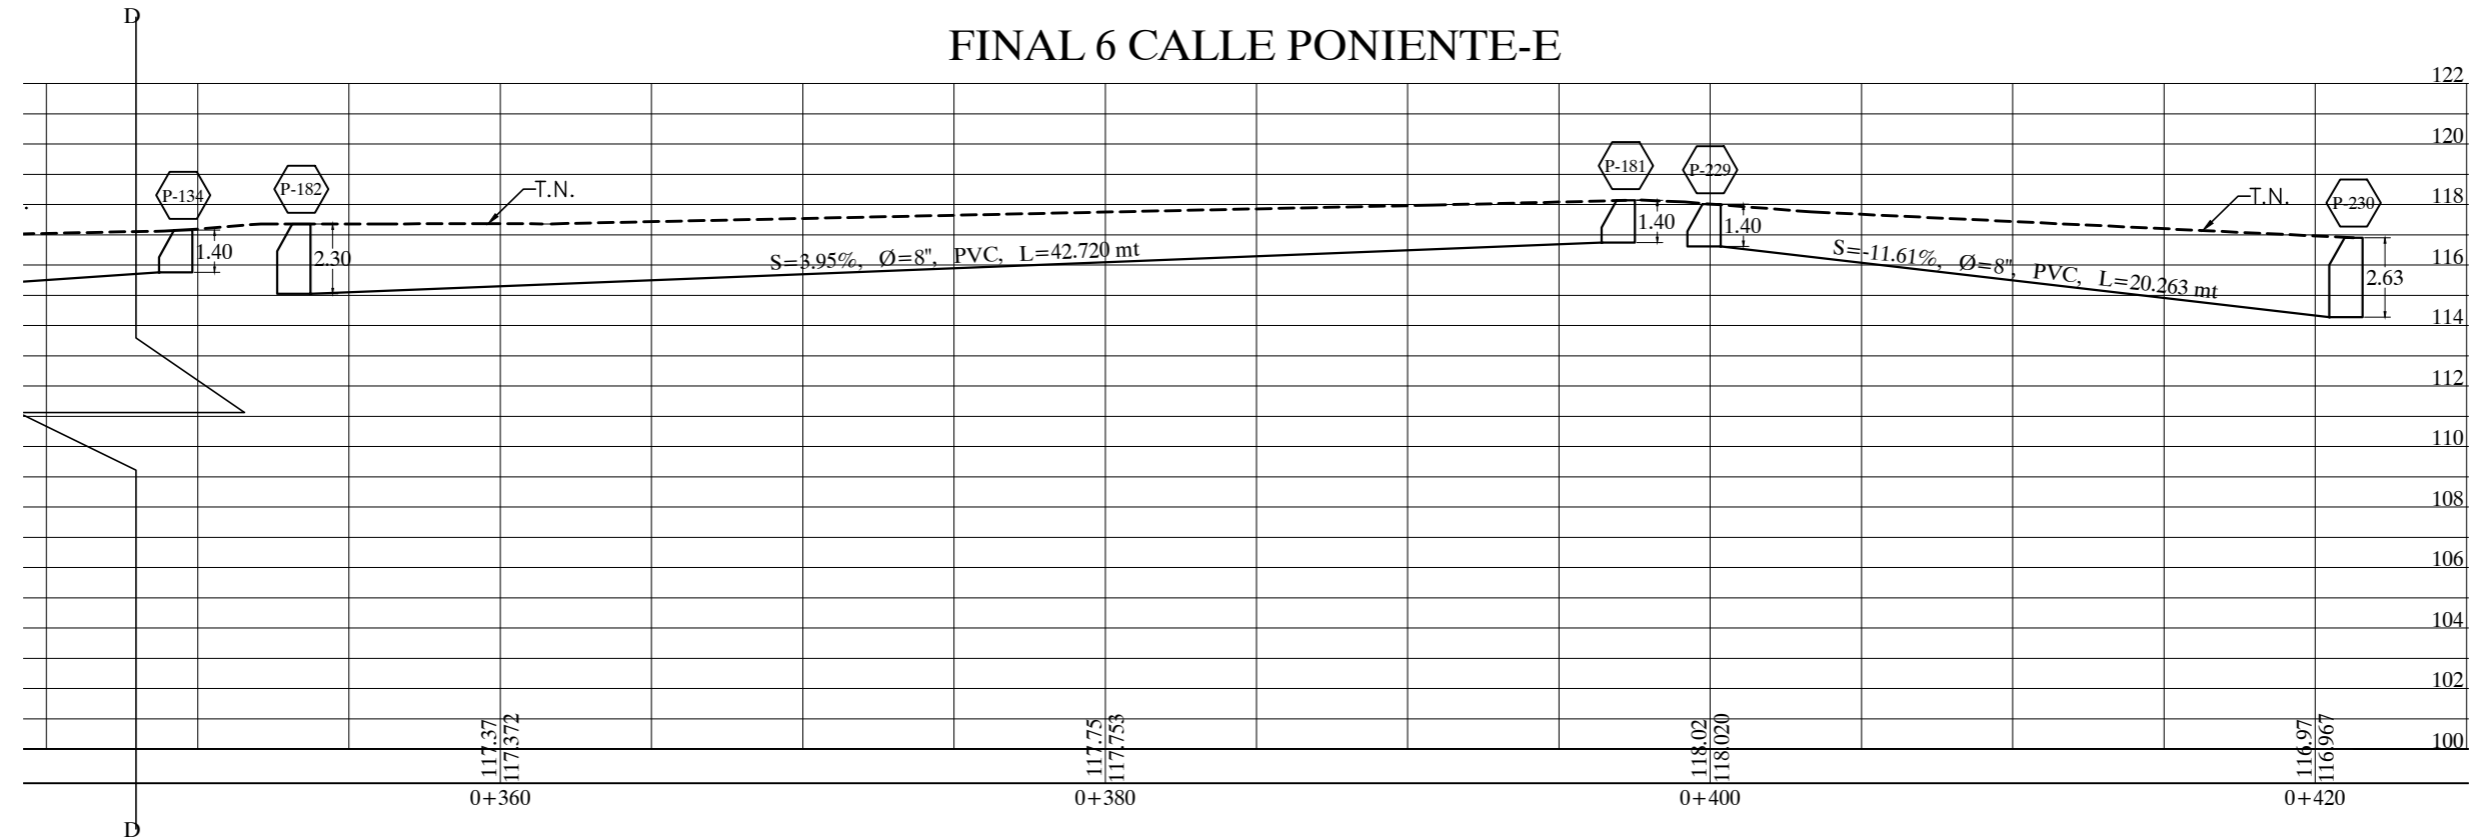 D
FINAL 6 CALLE PONIENTE-E
122
120
118
116
114
112
110
108
106
104
102
100
P-134
P-182
P-181
P-229
P-230
T.N.
T.N.
1.40
2.30
1.40
1.40
2.63
S=3.95%, Ø=8", PVC, L=42.720 mt
S=-11.61%, Ø=8", PVC, L=20.263 mt
117.37
117.372
117.75
117.753
118.02
118.020
116.97
116.967
0+360
0+380
0+400
0+420
D